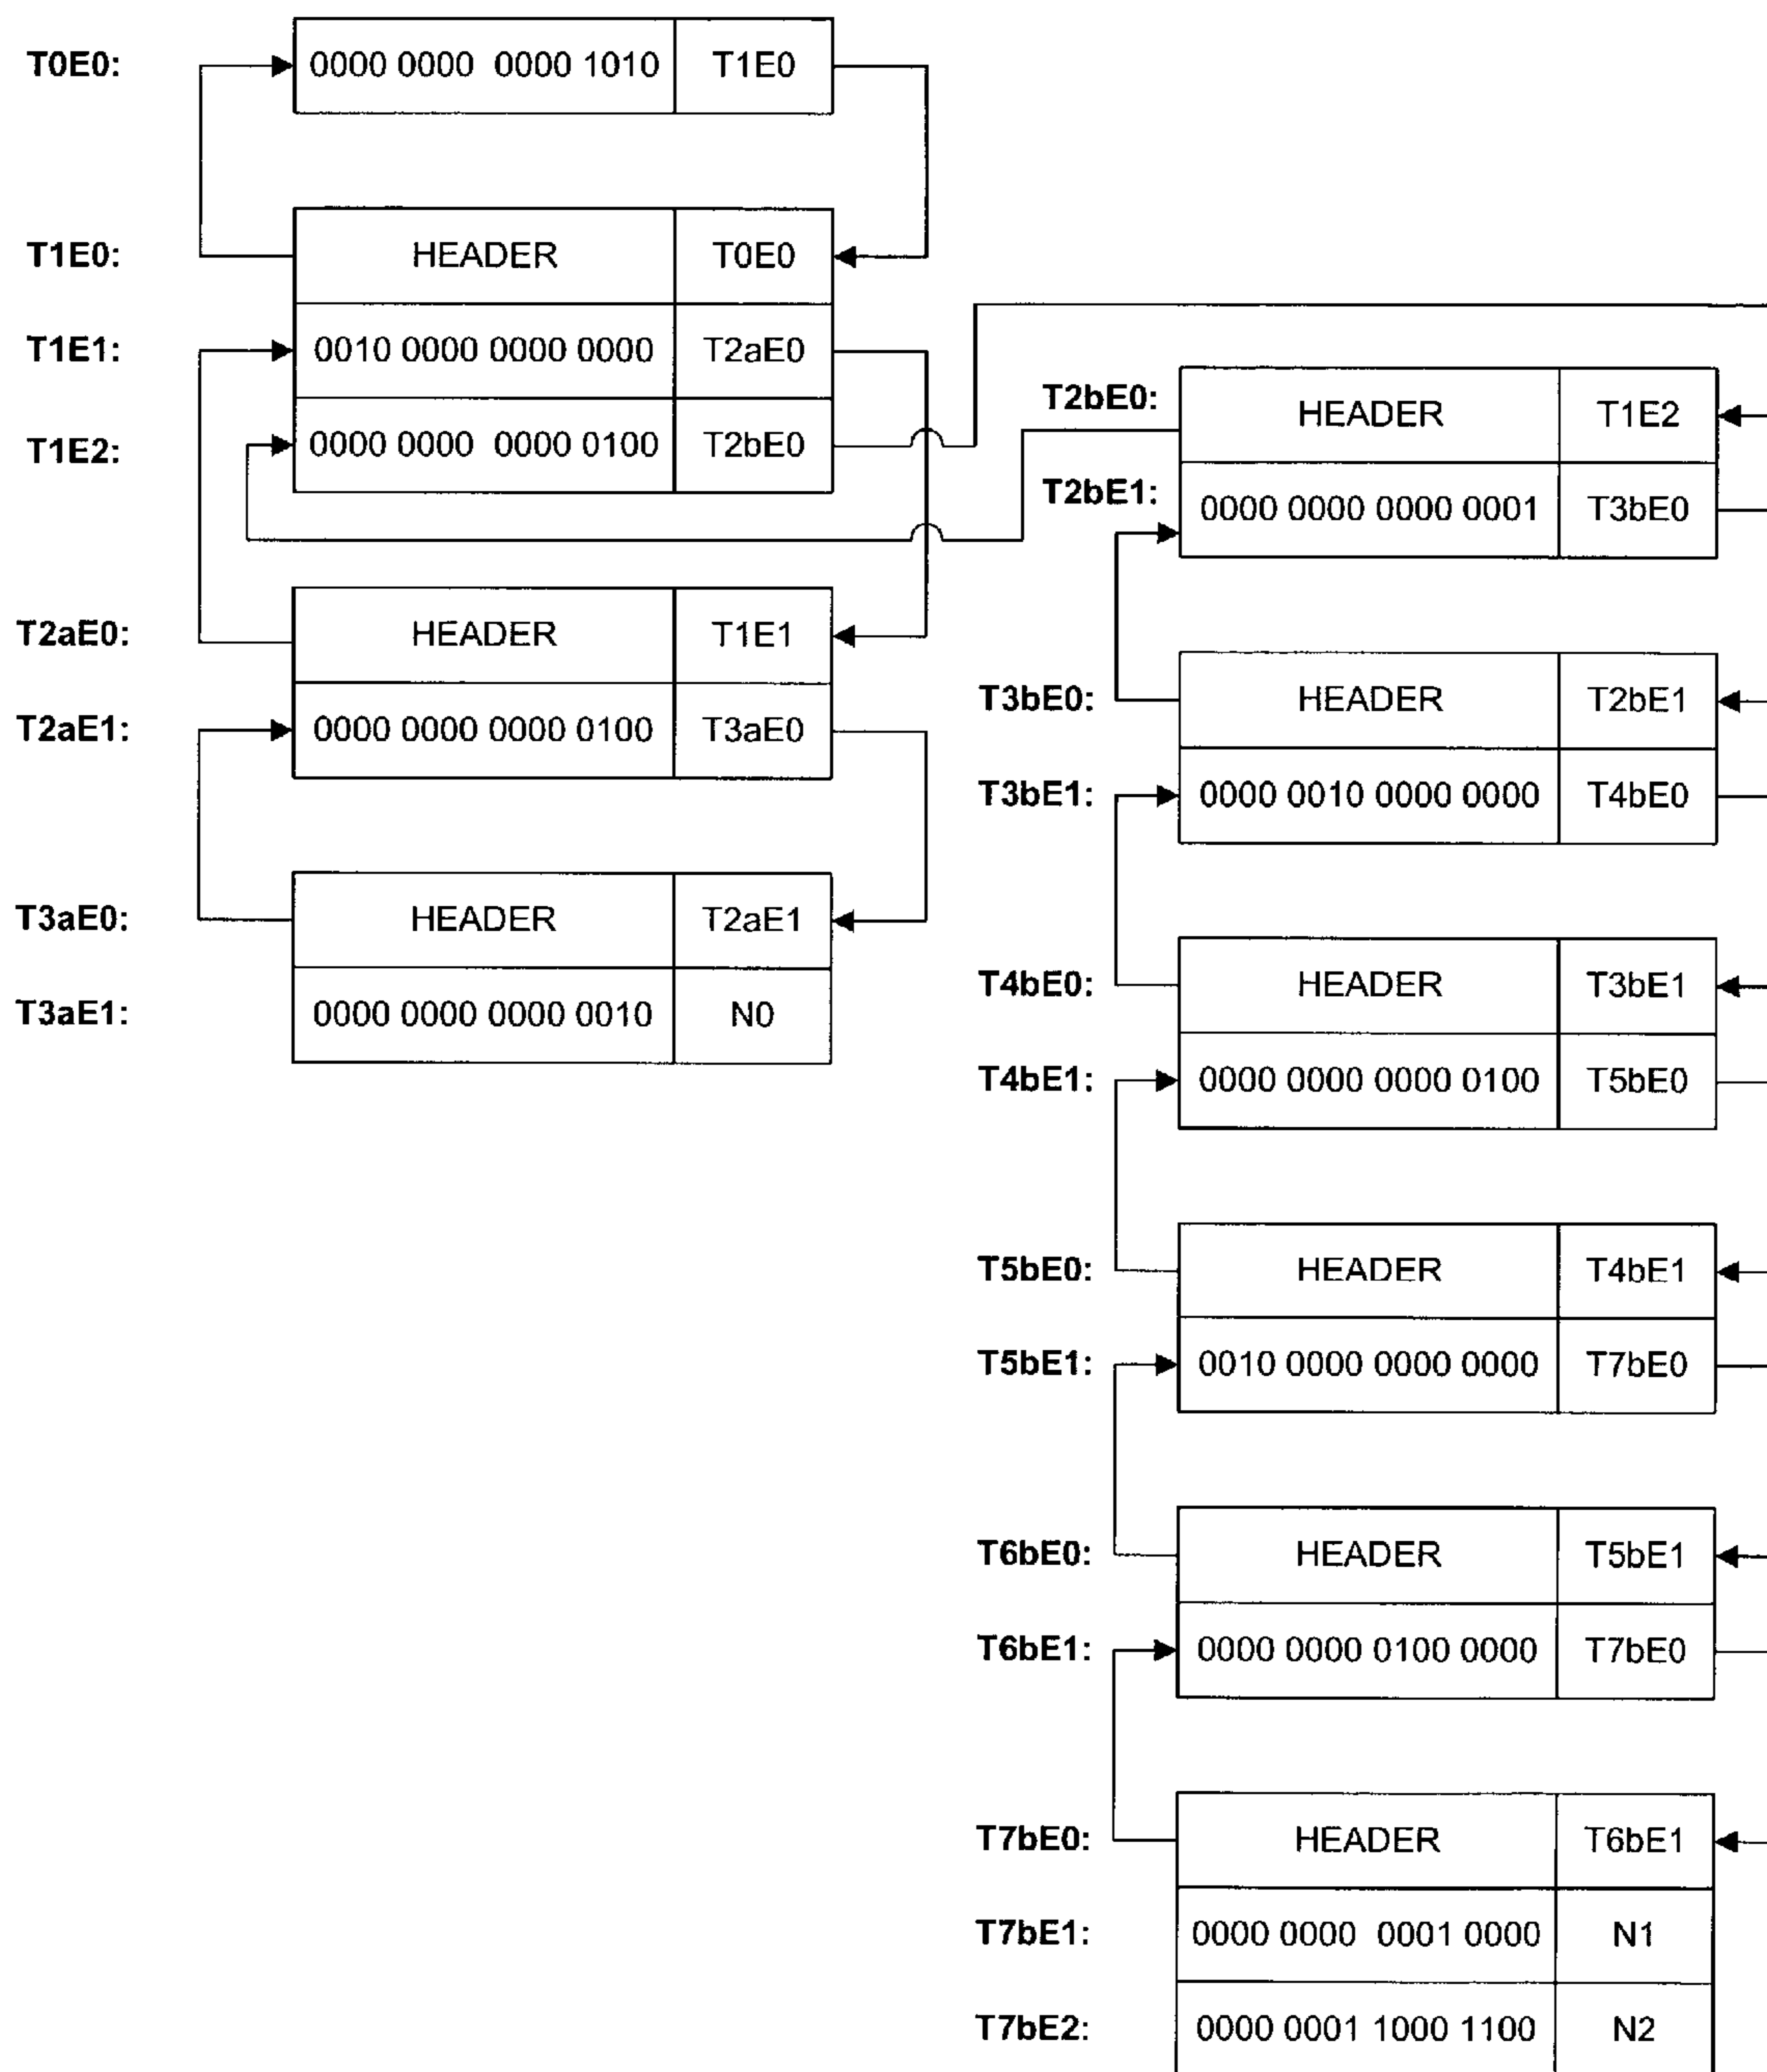 T0E0: 0000 0000 0000 1010 T1E0
T1E0: HEADER T0E0
T1E1: 0010 0000 0000 0000 T2aE0
T1E2: 0000 0000 0000 0100 T2bE0
T2aE0: HEADER T1E1
T2aE1: 0000 0000 0000 0100 T3aE0
T3aE0: HEADER T2aE1
T3aE1: 0000 0000 0000 0010 N0
T2bE0: HEADER T1E2
T2bE1: 0000 0000 0000 0001 T3bE0
T3bE0: HEADER T2bE1
T3bE1: 0000 0010 0000 0000 T4bE0
T4bE0: HEADER T3bE1
T4bE1: 0000 0000 0000 0100 T5bE0
T5bE0: HEADER T4bE1
T5bE1: 0010 0000 0000 0000 T7bE0
T6bE0: HEADER T5bE1
T6bE1: 0000 0000 0100 0000 T7bE0
T7bE0: HEADER T6bE1
T7bE1: 0000 0000 0001 0000 N1
T7bE2: 0000 0001 1000 1100 N2